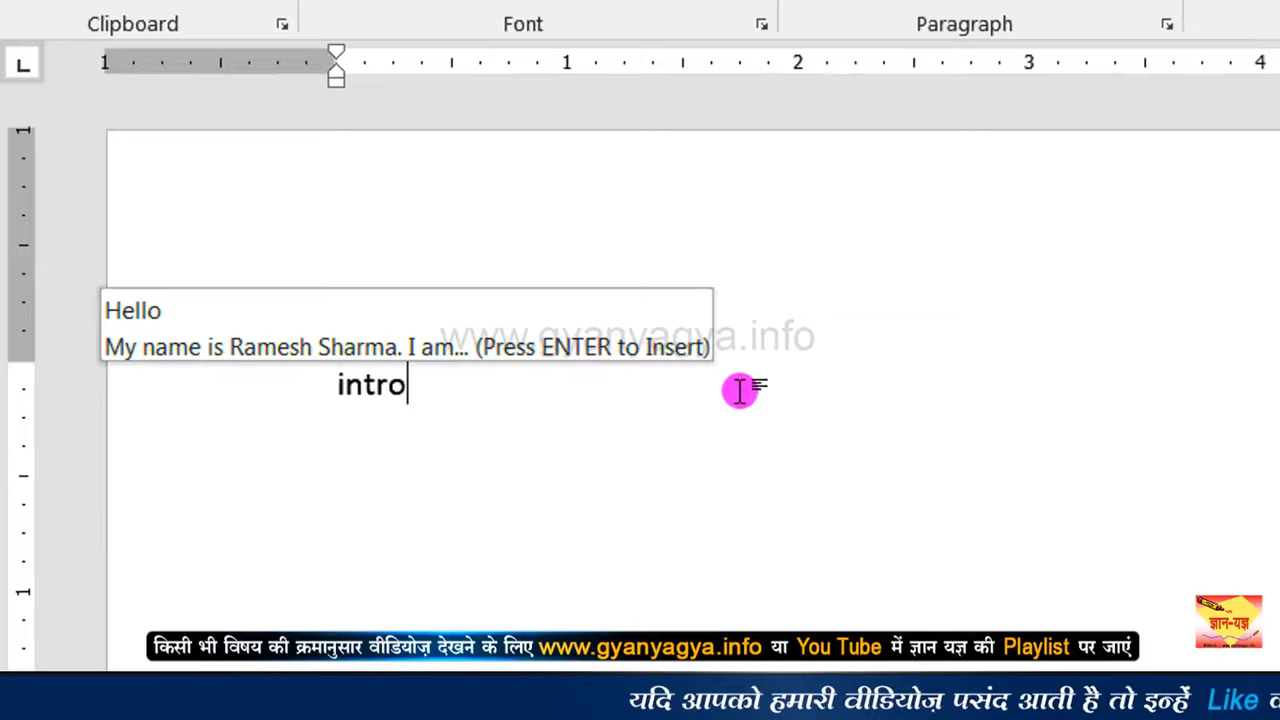 Clipboard Font Paragraph
L 1 1 2 3 4
1
Hello
My name is Ramesh Sharma. I am... (Press ENTER to Insert)
www.gyanyagya.info
intro
1
ज्ञान-यज्ञ
किसी भी विषय की क्रमानुसार वीडियोज़ देखने के लिए www.gyanyagya.info या You Tube में ज्ञान यज्ञ की Playlist पर जाएं
यदि आपको हमारी वीडियोज़ पसंद आती है तो इन्हें Like